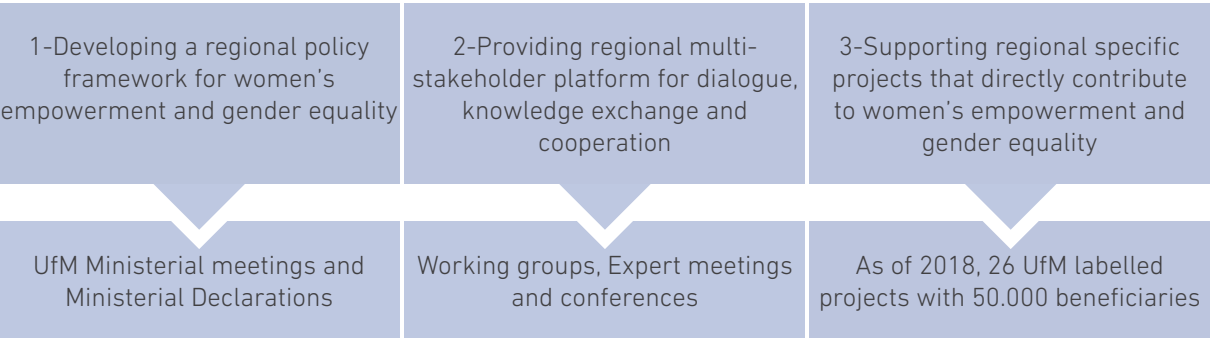 1-Developing a regional policy
framework for women’s
empowerment and gender equality
2-Providing regional multi-
stakeholder platform for dialogue,
knowledge exchange and
cooperation
3-Supporting regional specific
projects that directly contribute
to women’s empowerment and
gender equality
UfM Ministerial meetings and
Ministerial Declarations
Working groups, Expert meetings
and conferences
As of 2018, 26 UfM labelled
projects with 50.000 beneficiaries